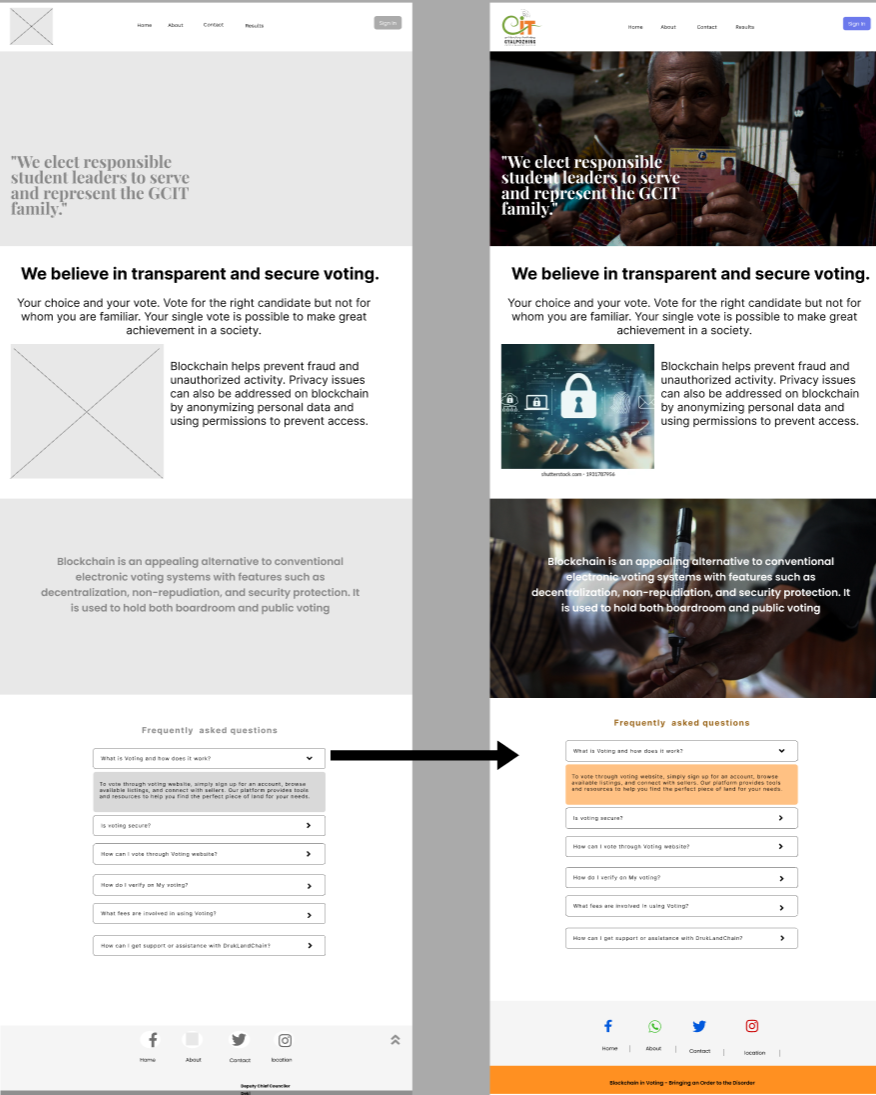 Home About Contact Results
Sign in
"We elect responsible
student leaders to serve
and represent the GCIT
family."
We believe in transparent and secure voting.
Your choice and your vote. Vote for the right candidate but not for
whom you are familiar. Your single vote is possible to make great
achievement in a society.
Blockchain helps prevent fraud and
unauthorized activity. Privacy issues
can also be addressed on blockchain
by anonymizing personal data and
using permissions to prevent access.
Blockchain is an appealing alternative to conventional
electronic voting systems with features such as
decentralization, non-repudiation, and security protection. It
is used to hold both boardroom and public voting
Frequently asked questions
What is Voting and how does it work?
To vote through voting website, simply sign up for an account, browse
available listings, and connect with sellers. Our platform provides tools
and resources to help you find the perfect piece of land for your needs.
Is voting secure?
How can I vote through Voting website?
How do I verify on My voting?
What fees are involved in using Voting?
How can I get support or assistance with DrukLandChain?
Home About Contact location
Deputy Chief Councillor
CIT
GYALPOZHING
Home About Contact Results
Sign in
"We elect responsible
student leaders to serve
and represent the GCIT
family."
We believe in transparent and secure voting.
Your choice and your vote. Vote for the right candidate but not for
whom you are familiar. Your single vote is possible to make great
achievement in a society.
Blockchain helps prevent fraud and
unauthorized activity. Privacy issues
can also be addressed on blockchain
by anonymizing personal data and
using permissions to prevent access.
shutterstock.com · 1931787956
Blockchain is an appealing alternative to conventional
electronic voting systems with features such as
decentralization, non-repudiation, and security protection. It
is used to hold both boardroom and public voting
Frequently asked questions
What is Voting and how does it work?
To vote through voting website, simply sign up for an account, browse
available listings, and connect with sellers. Our platform provides tools
and resources to help you find the perfect piece of land for your needs.
Is voting secure?
How can I vote through Voting website?
How do I verify on My voting?
What fees are involved in using Voting?
How can I get support or assistance with DrukLandChain?
Home | About | Contact | location |
Blockchain in Voting - Bringing an Order to the Disorder